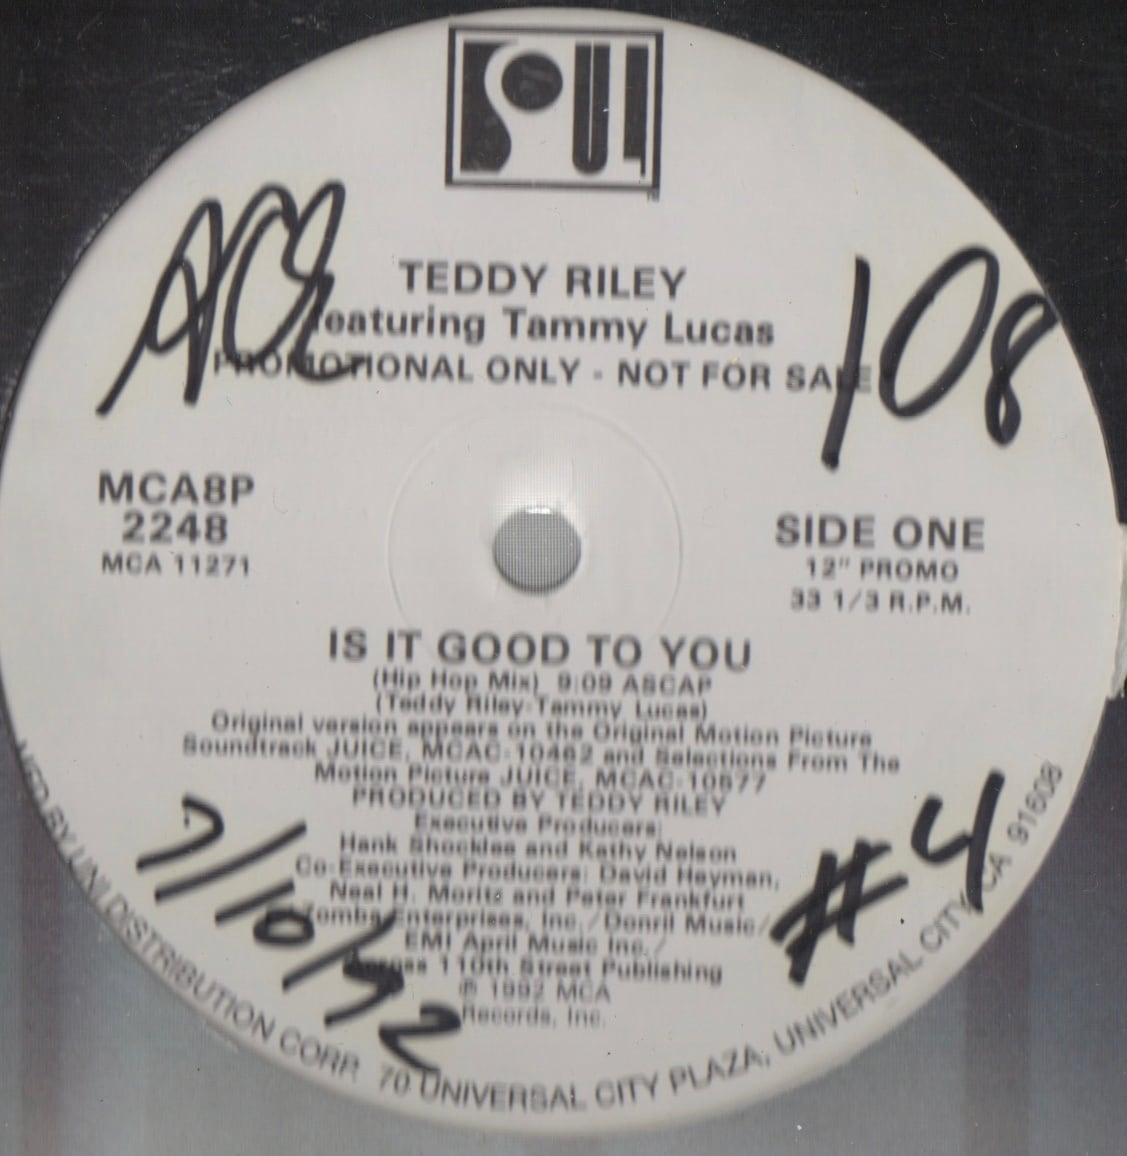 SOUL
TEDDY RILEY
featuring Tammy Lucas
PROMOTIONAL ONLY - NOT FOR SALE
ACE
108
MCA8P
2248
MCA 11271
SIDE ONE
12" PROMO
33 1/3 R.P.M.
IS IT GOOD TO YOU
(Hip Hop Mix) 9:09 ASCAP
(Teddy Riley-Tammy Lucas)
Original version appears on the Original Motion Picture
Soundtrack JUICE, MCAC-10462 and Selections From The
Motion Picture JUICE, MCAC-10577
PRODUCED BY TEDDY RILEY
Executive Producers:
Hank Shocklee and Kathy Nelson
Co-Executive Producers: David Heyman,
Neal H. Moritz and Peter Frankfurt
Zomba Enterprises, Inc./Donril Music/
EMI April Music Inc./
Across 110th Street Publishing
℗ 1992 MCA
Records, Inc.
7/10/92
#4
MFD BY UNI DISTRIBUTION CORP. 70 UNIVERSAL CITY PLAZA, UNIVERSAL CITY, CA 91608